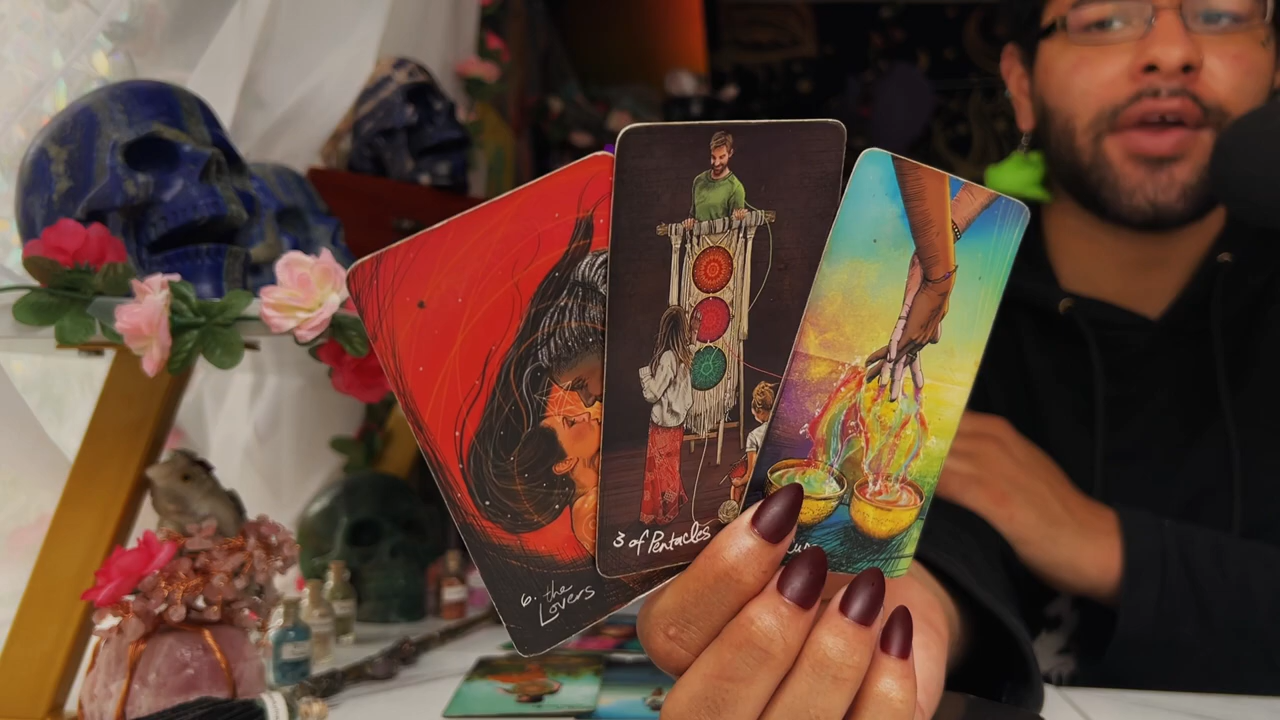 6. the
Lovers
3 of Pentacles